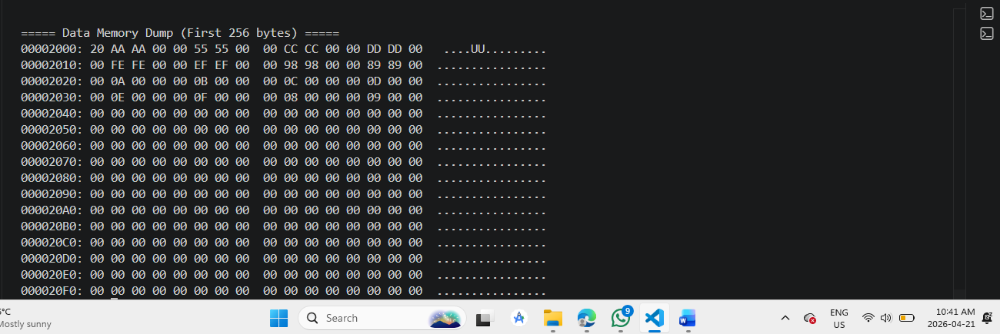 ===== Data Memory Dump (First 256 bytes) =====
00002000: 20 AA AA 00 00 55 55 00  00 CC CC 00 00 DD DD 00   ....UU.........
00002010: 00 FE FE 00 00 EF EF 00  00 98 98 00 00 89 89 00  ................
00002020: 00 0A 00 00 00 0B 00 00  00 0C 00 00 00 0D 00 00  ................
00002030: 00 0E 00 00 00 0F 00 00  00 08 00 00 00 09 00 00  ................
00002040: 00 00 00 00 00 00 00 00  00 00 00 00 00 00 00 00  ................
00002050: 00 00 00 00 00 00 00 00  00 00 00 00 00 00 00 00  ................
00002060: 00 00 00 00 00 00 00 00  00 00 00 00 00 00 00 00  ................
00002070: 00 00 00 00 00 00 00 00  00 00 00 00 00 00 00 00  ................
00002080: 00 00 00 00 00 00 00 00  00 00 00 00 00 00 00 00  ................
00002090: 00 00 00 00 00 00 00 00  00 00 00 00 00 00 00 00  ................
000020A0: 00 00 00 00 00 00 00 00  00 00 00 00 00 00 00 00  ................
000020B0: 00 00 00 00 00 00 00 00  00 00 00 00 00 00 00 00  ................
000020C0: 00 00 00 00 00 00 00 00  00 00 00 00 00 00 00 00  ................
000020D0: 00 00 00 00 00 00 00 00  00 00 00 00 00 00 00 00  ................
000020E0: 00 00 00 00 00 00 00 00  00 00 00 00 00 00 00 00  ................
000020F0: 00 00 00 00 00 00 00 00  00 00 00 00 00 00 00 00  ................
°C
Mostly sunny
Search
9
W
ENG
US
10:41 AM
2026-04-21